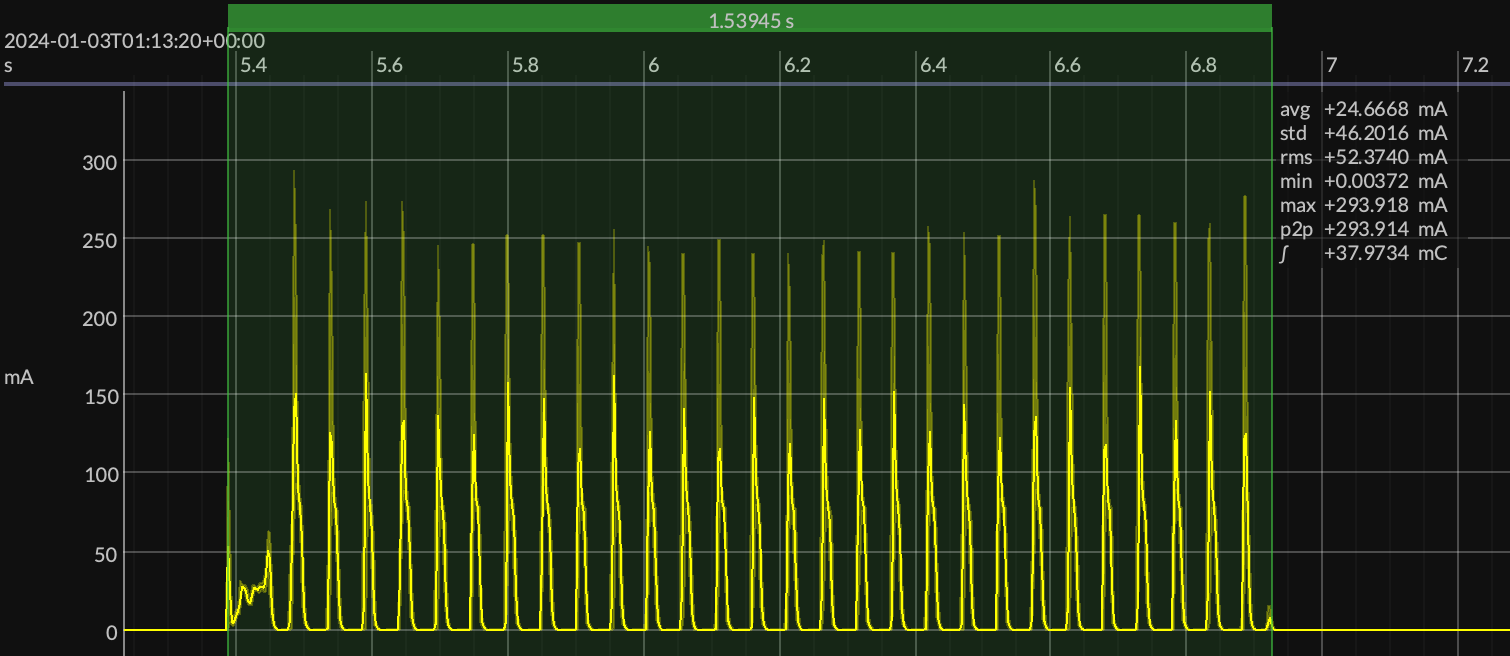 1.53945 s
2024-01-03T01:13:20+00:00
s 5.4 5.6 5.8 6 6.2 6.4 6.6 6.8 7 7.2
avg +24.6668 mA
std +46.2016 mA
rms +52.3740 mA
min +0.00372 mA
max +293.918 mA
p2p +293.914 mA
∫ +37.9734 mC
300
250
200
150
mA
100
50
0